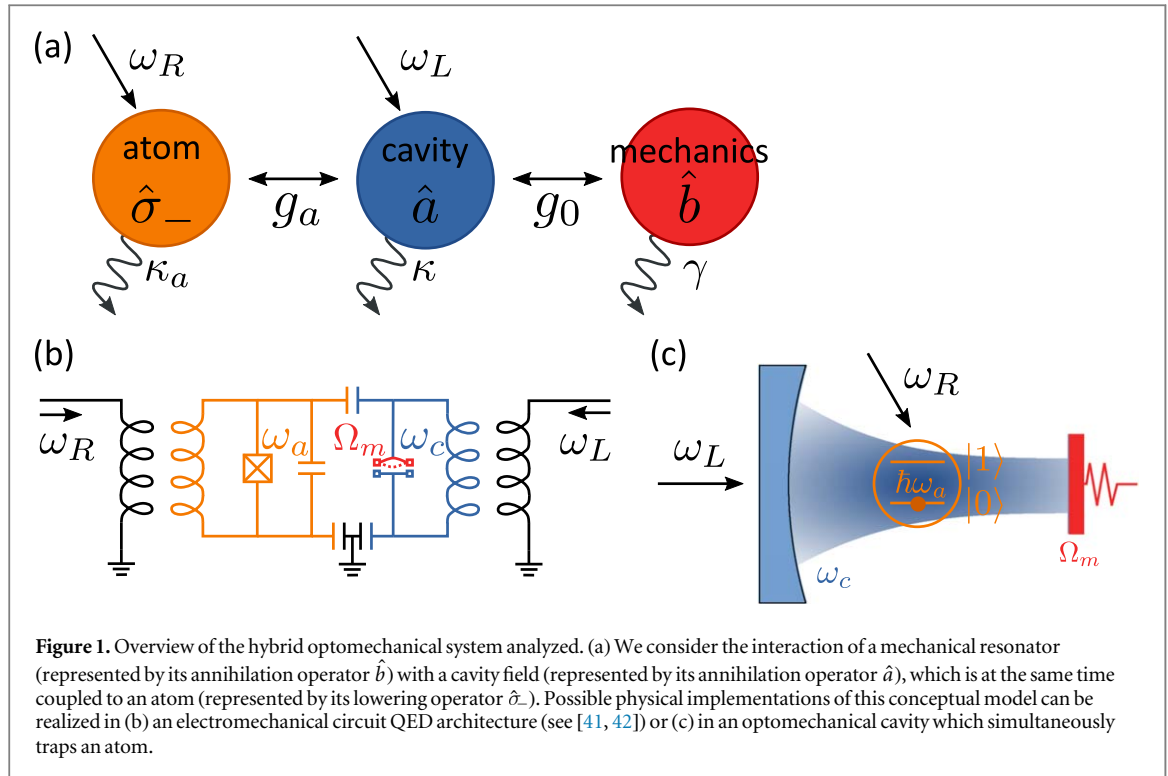 (a)
ω_R
ω_L
atom
cavity
mechanics
σ̂_−
â
b̂
g_a
g_0
κ_a
κ
γ
(b)
(c)
ω_R
ω_a
Ω_m
ω_c
ω_L
ω_R
ω_L
ħω_a
|1⟩
|0⟩
ω_c
Ω_m
Figure 1. Overview of the hybrid optomechanical system analyzed. (a) We consider the interaction of a mechanical resonator
(represented by its annihilation operator b̂) with a cavity field (represented by its annihilation operator â), which is at the same time
coupled to an atom (represented by its lowering operator σ̂_−). Possible physical implementations of this conceptual model can be
realized in (b) an electromechanical circuit QED architecture (see [41, 42]) or (c) in an optomechanical cavity which simultaneously
traps an atom.